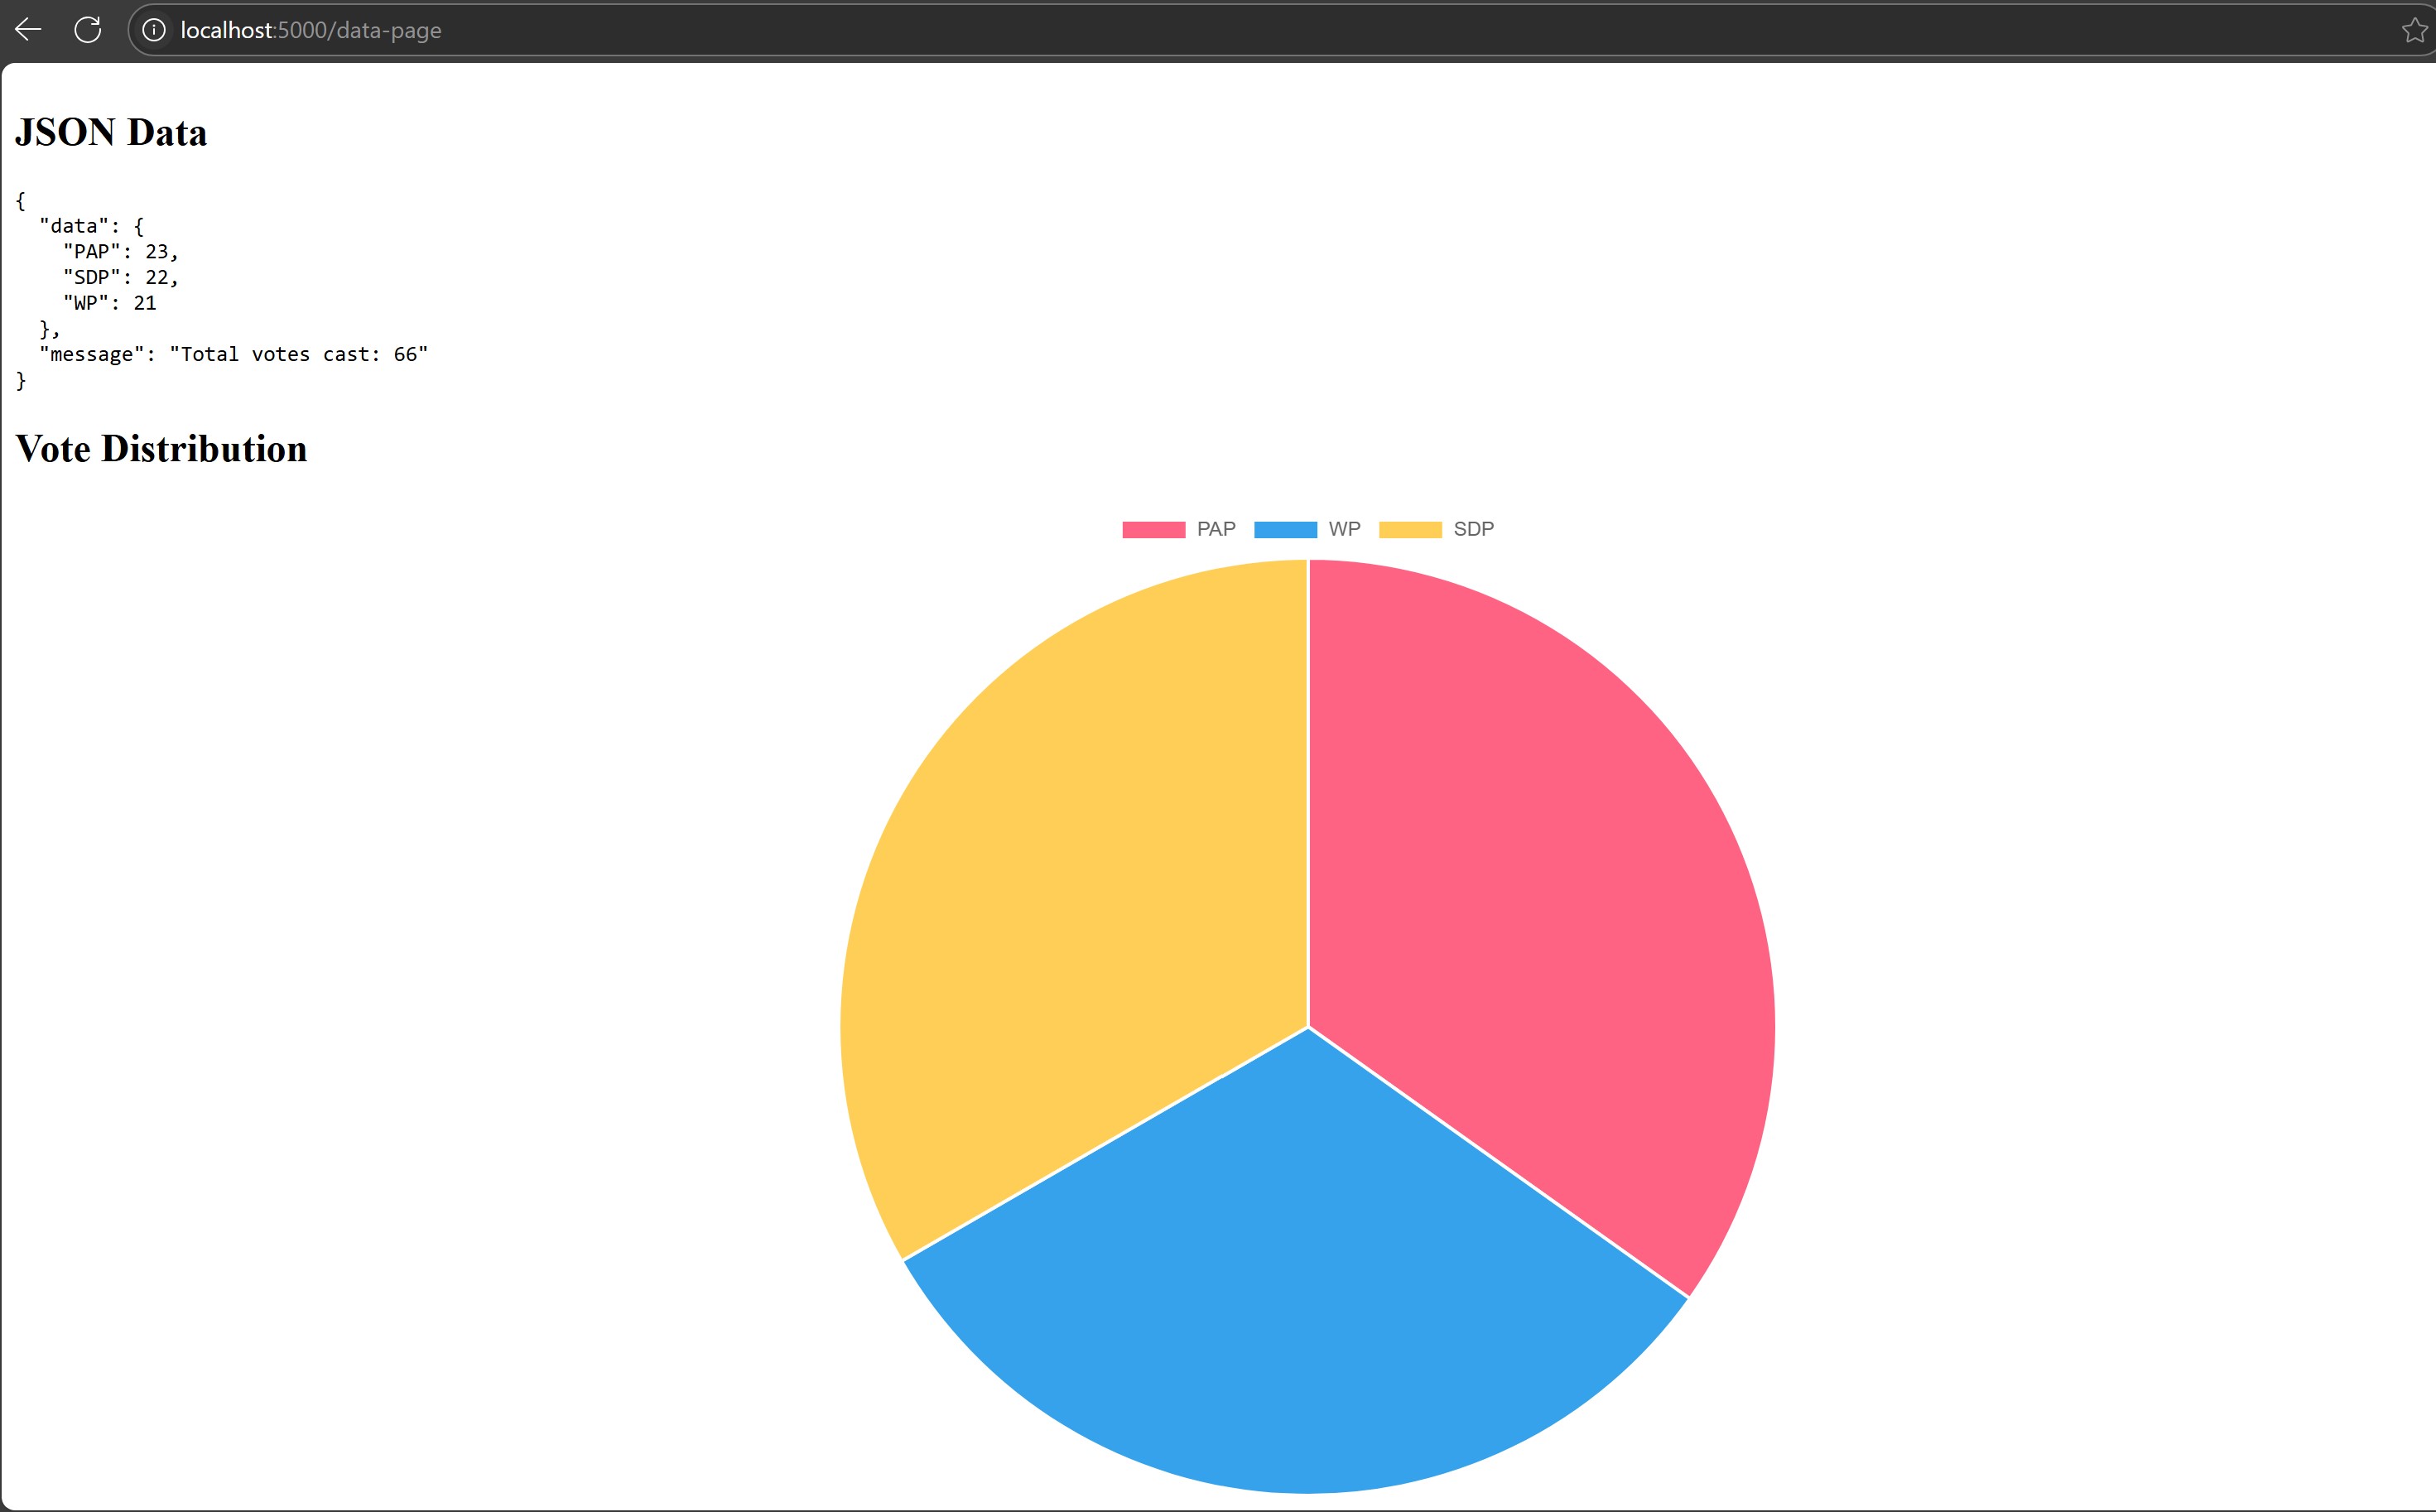 localhost:5000/data-page
JSON Data
{
  "data": {
    "PAP": 23,
    "SDP": 22,
    "WP": 21
  },
  "message": "Total votes cast: 66"
}
Vote Distribution
PAP WP SDP